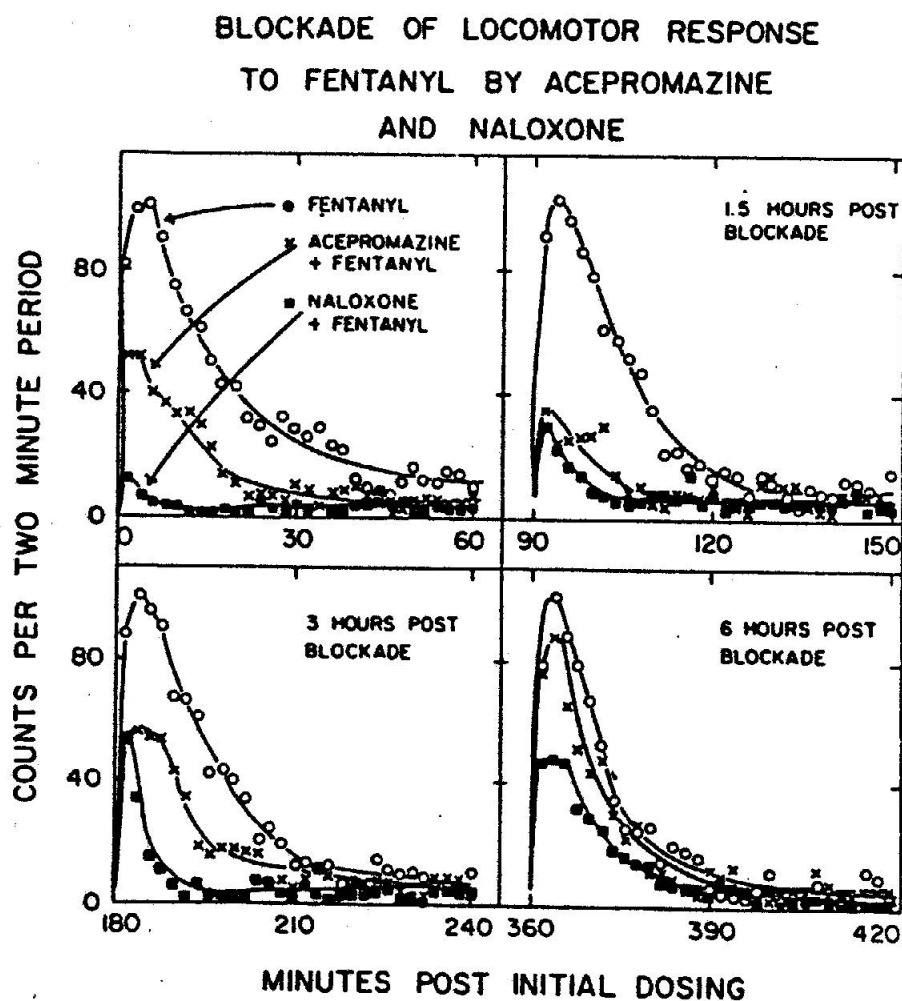 BLOCKADE OF LOCOMOTOR RESPONSE
TO FENTANYL BY ACEPROMAZINE
AND NALOXONE
COUNTS PER TWO MINUTE PERIOD
80
40
0
FENTANYL
ACEPROMAZINE
+ FENTANYL
NALOXONE
+ FENTANYL
0 30 60
1.5 HOURS POST
BLOCKADE
90 120 150
80
40
0
3 HOURS POST
BLOCKADE
180 210 240
6 HOURS POST
BLOCKADE
360 390 420
MINUTES POST INITIAL DOSING